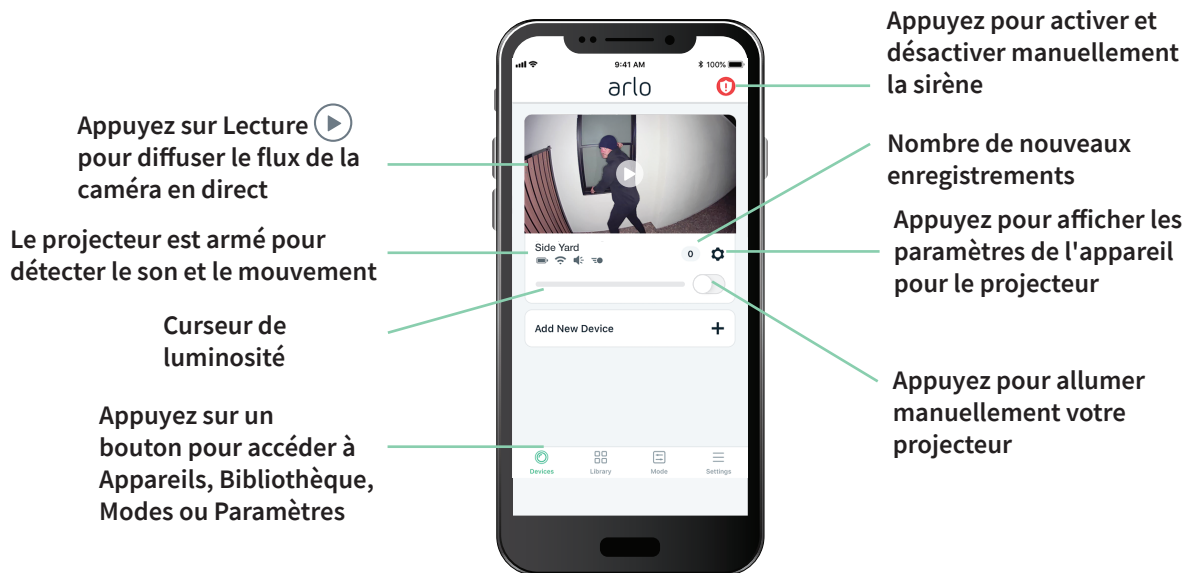 Appuyez sur Lecture
pour diffuser le flux de la
caméra en direct
Le projecteur est armé pour
détecter le son et le mouvement
Curseur de
luminosité
Appuyez sur un
bouton pour accéder à
Appareils, Bibliothèque,
Modes ou Paramètres
9:41 AM
100%
arlo
Side Yard
0
Add New Device
Devices
Library
Mode
Settings
Appuyez pour activer et
désactiver manuellement
la sirène
Nombre de nouveaux
enregistrements
Appuyez pour afficher les
paramètres de l'appareil
pour le projecteur
Appuyez pour allumer
manuellement votre
projecteur